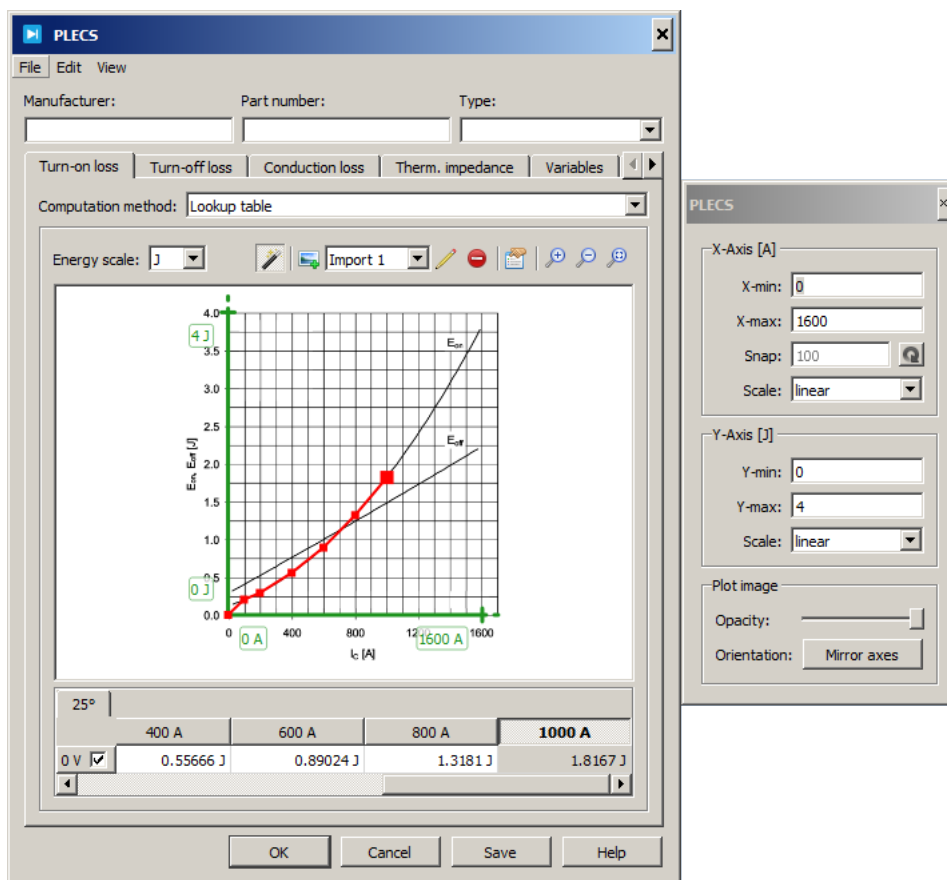 PLECS
File Edit View
Manufacturer: Part number: Type:
Turn-on loss Turn-off loss Conduction loss Therm. impedance Variables
Computation method: Lookup table
Energy scale: J Import 1
4.0
4 J
3.5
3.0
2.5
2.0
1.5
1.0
0.5
0 J
0.0
Eon, Eoff [J]
Eon
Eoff
0 400 800 1200 1600
0 A 1600 A
IC [A]
25°
400 A 600 A 800 A 1000 A
0 V 0.55666 J 0.89024 J 1.3181 J 1.8167 J
OK Cancel Save Help
PLECS
X-Axis [A]
X-min: 0
X-max: 1600
Snap: 100
Scale: linear
Y-Axis [J]
Y-min: 0
Y-max: 4
Scale: linear
Plot image
Opacity:
Orientation: Mirror axes